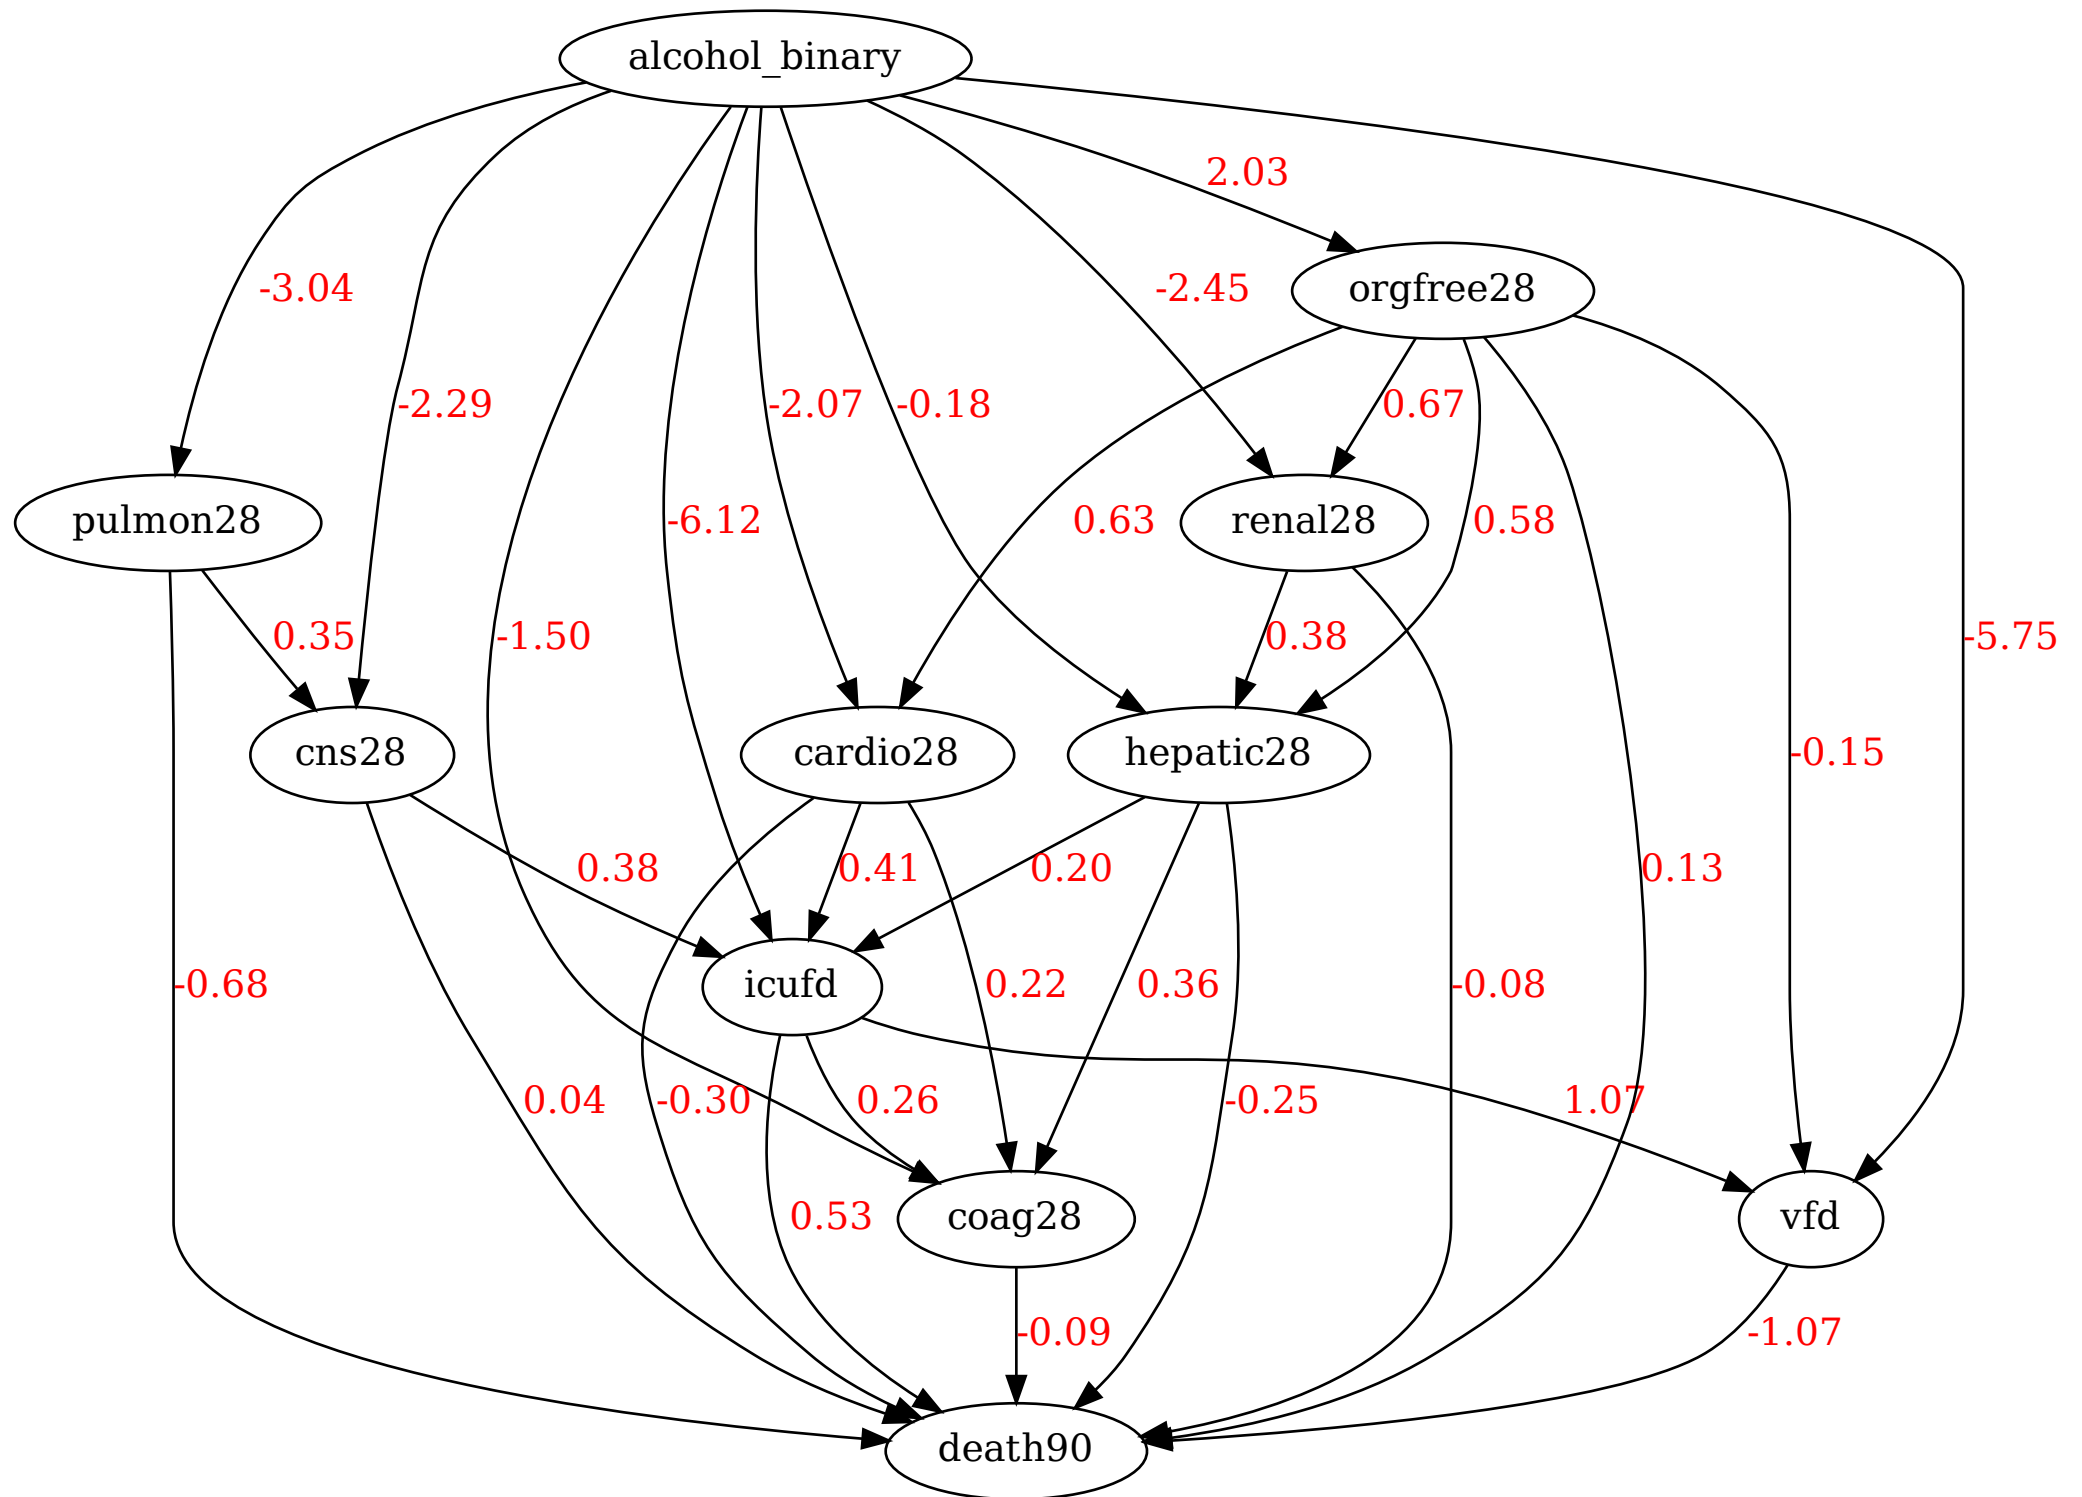 alcohol_binary
2.03
-3.04
-2.45
orgfree28
-2.29
-2.07
-0.18
0.67
pulmon28
-6.12
0.63
renal28
0.58
0.35
-1.50
0.38
-5.75
cns28
cardio28
hepatic28
-0.15
0.38
0.41
0.20
0.13
-0.68
icufd
0.22
0.36
-0.08
0.04
-0.30
0.26
-0.25
1.07
0.53
coag28
vfd
-0.09
-1.07
death90